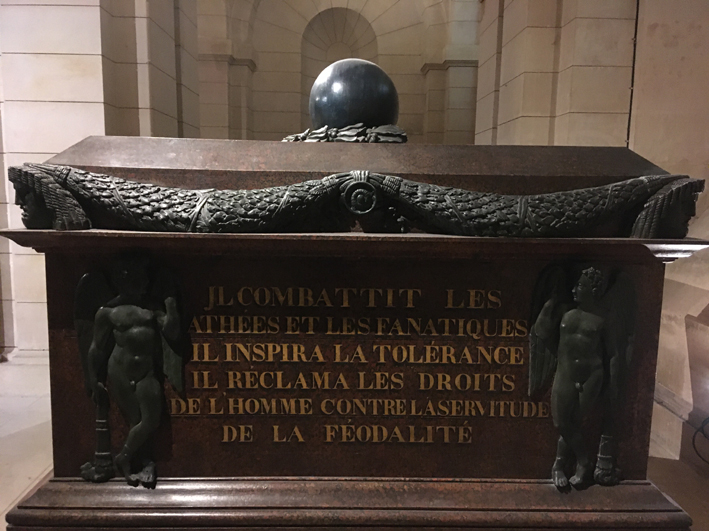 JL COMBATTIT LES
ATHÉES ET LES FANATIQUES
IL INSPIRA LA TOLÉRANCE
IL RÉCLAMA LES DROITS
DE L'HOMME CONTRE LA SERVITUDE
DE LA FÉODALITÉ